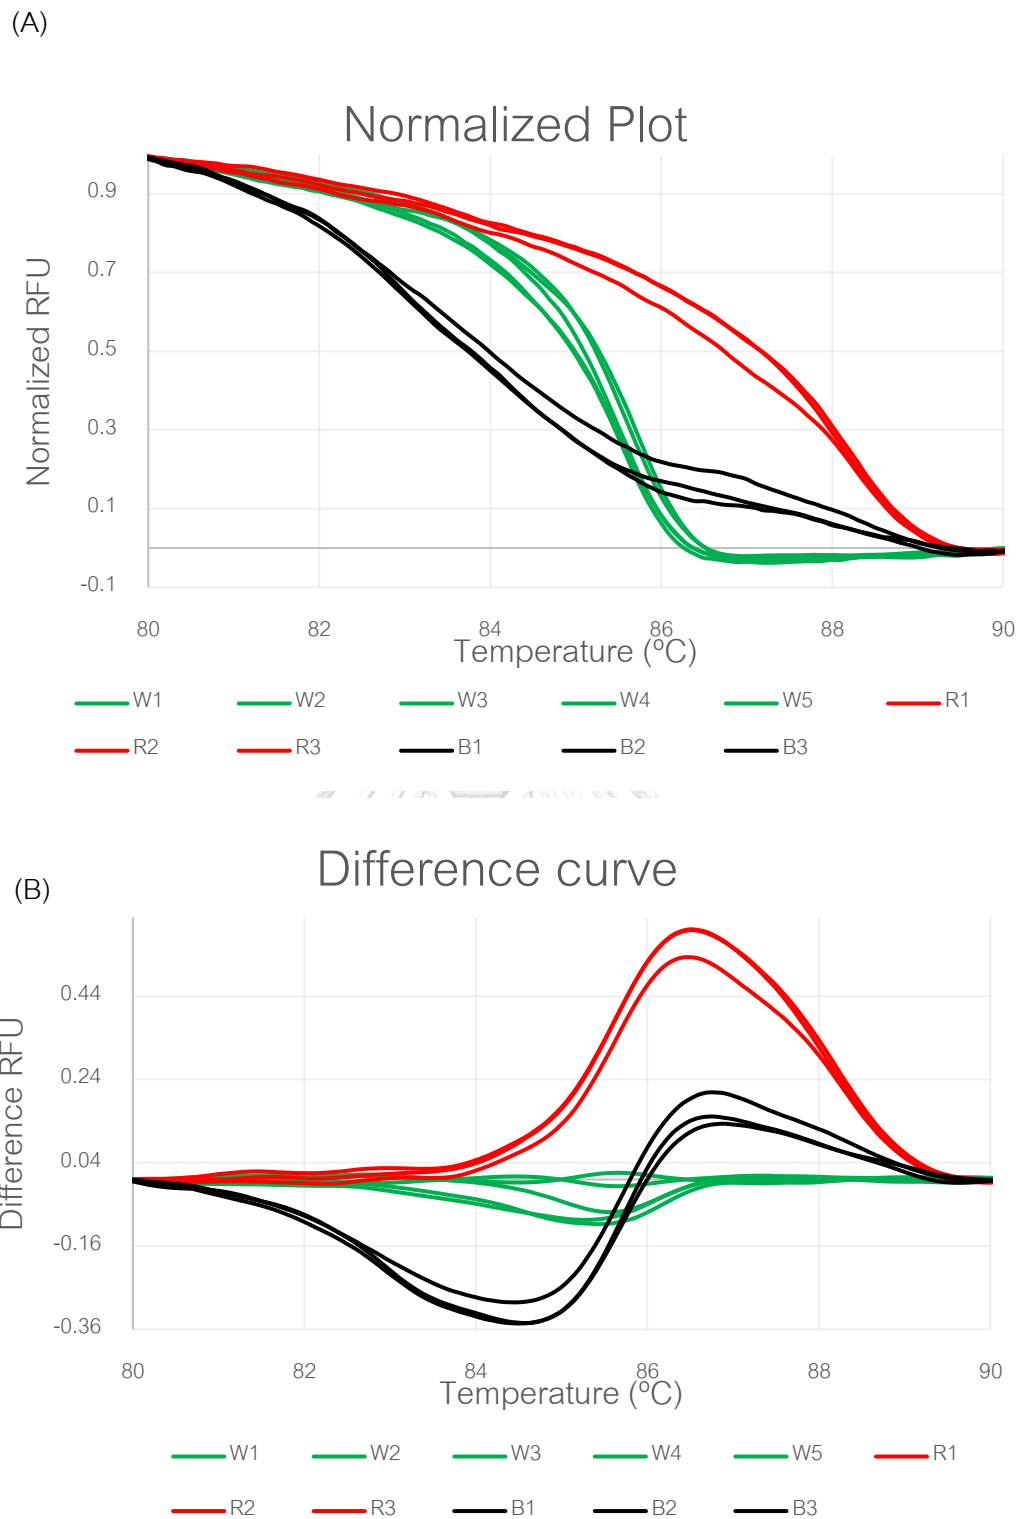 (A)
Normalized Plot
Normalized RFU
0.9
0.7
0.5
0.3
0.1
-0.1
80 82 84 86 88 90
Temperature (ºC)
W1 W2 W3 W4 W5 R1
R2 R3 B1 B2 B3
Difference curve
(B)
Difference RFU
0.44
0.24
0.04
-0.16
-0.36
80 82 84 86 88 90
Temperature (ºC)
W1 W2 W3 W4 W5 R1
R2 R3 B1 B2 B3